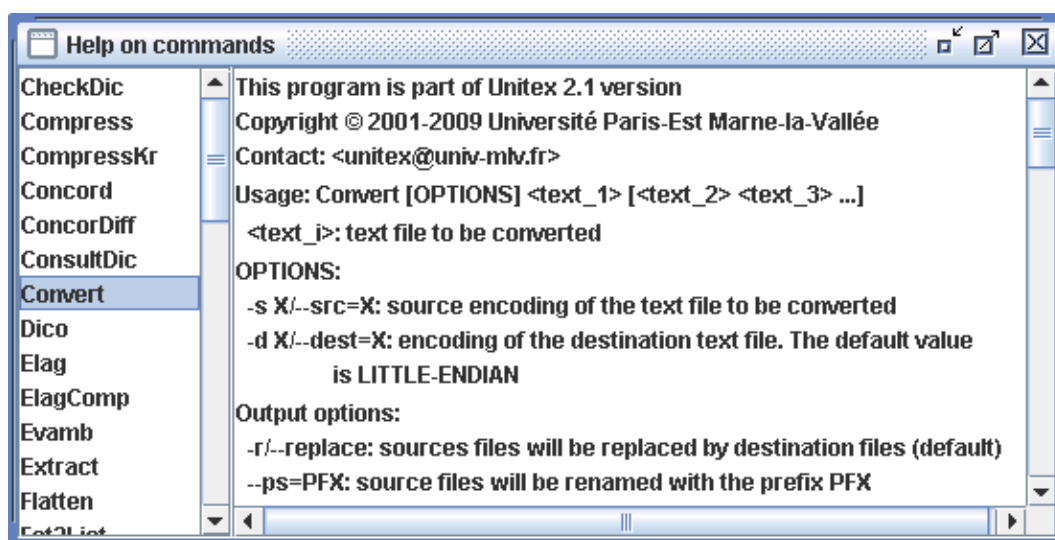 Help on commands
CheckDic
Compress
CompressKr
Concord
ConcorDiff
ConsultDic
Convert
Dico
Elag
ElagComp
Evamb
Extract
Flatten
This program is part of Unitex 2.1 version
Copyright © 2001-2009 Université Paris-Est Marne-la-Vallée
Contact: <unitex@univ-mlv.fr>
Usage: Convert [OPTIONS] <text_1> [<text_2> <text_3> ...]
<text_i>: text file to be converted
OPTIONS:
-s X/--src=X: source encoding of the text file to be converted
-d X/--dest=X: encoding of the destination text file. The default value
is LITTLE-ENDIAN
Output options:
-r/--replace: sources files will be replaced by destination files (default)
--ps=PFX: source files will be renamed with the prefix PFX